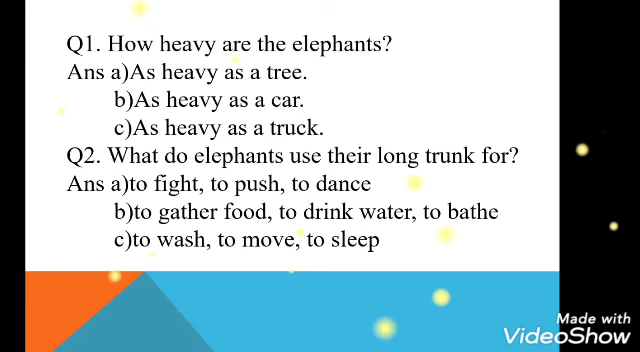 Q1. How heavy are the elephants?
Ans a)As heavy as a tree.
b)As heavy as a car.
c)As heavy as a truck.
Q2. What do elephants use their long trunk for?
Ans a)to fight, to push, to dance
b)to gather food, to drink water, to bathe
c)to wash, to move, to sleep
Made with
VideoShow